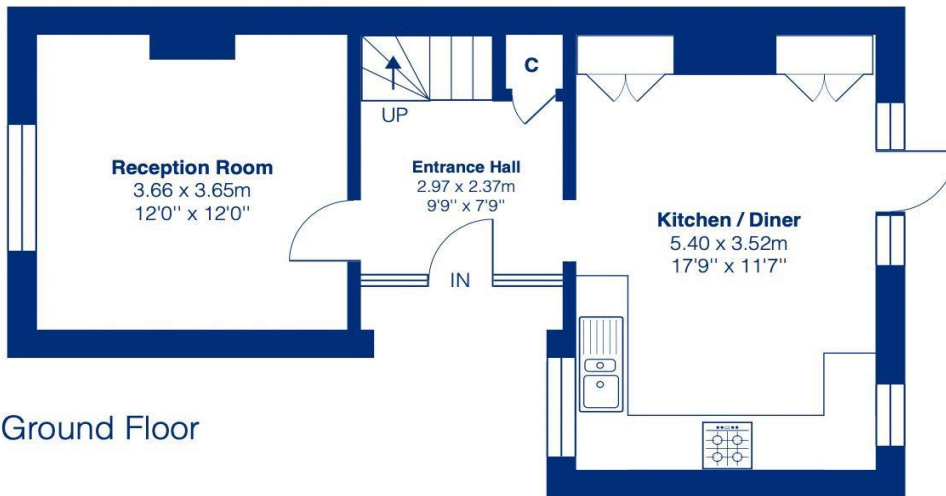 C
UP
Reception Room
3.66 x 3.65m
12'0'' x 12'0''
Entrance Hall
2.97 x 2.37m
9'9'' x 7'9''
Kitchen / Diner
5.40 x 3.52m
17'9'' x 11'7''
IN
Ground Floor